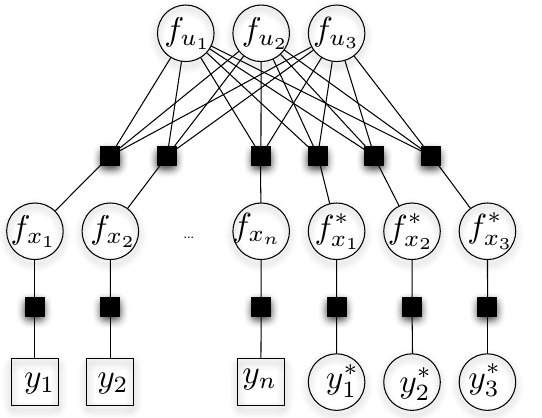 f_{u_1} f_{u_2} f_{u_3}
f_{x_1} f_{x_2} ... f_{x_n} f^*_{x_1} f^*_{x_2} f^*_{x_3}
y_1 y_2 y_n y^*_1 y^*_2 y^*_3